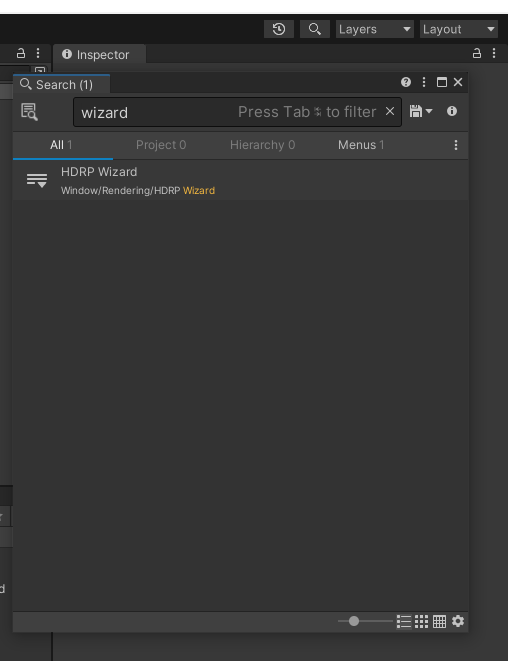 Layers
Layout
Inspector
Search (1)
wizard Press Tab ↹ to filter
All 1 Project 0 Hierarchy 0 Menus 1
HDRP Wizard
Window/Rendering/HDRP Wizard
d